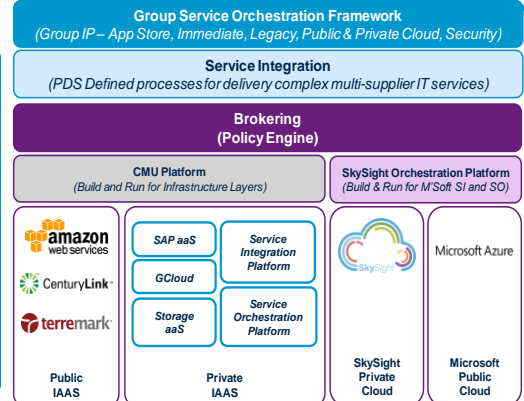 Group Service Orchestration Framework
(Group IP – App Store, Immediate, Legacy, Public & Private Cloud, Security)
Service Integration
(PDS Defined processes for delivery complex multi-supplier IT services)
Brokering
(Policy Engine)
CMU Platform
(Build and Run for Infrastructure Layers)
SkySight Orchestration Platform
(Build & Run for M'Soft SI and SO)
amazon
web services
CenturyLink
terremark
Public
IAAS
SAP aaS
GCloud
Storage
aaS
Service
Integration
Platform
Service
Orchestration
Platform
Private
IAAS
SkySight
SkySight
Private
Cloud
Microsoft Azure
Microsoft
Public
Cloud